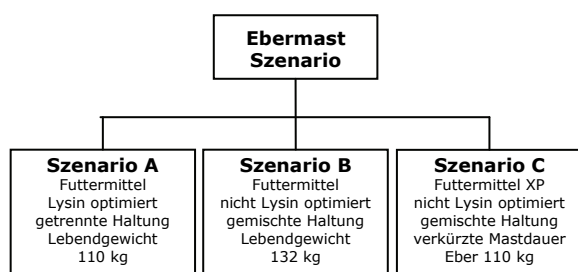 Ebermast
Szenario
Szenario A
Futtermittel
Lysin optimiert
getrennte Haltung
Lebendgewicht
110 kg
Szenario B
Futtermittel
nicht Lysin optimiert
gemischte Haltung
Lebendgewicht
132 kg
Szenario C
Futtermittel XP
nicht Lysin optimiert
gemischte Haltung
verkürzte Mastdauer
Eber 110 kg